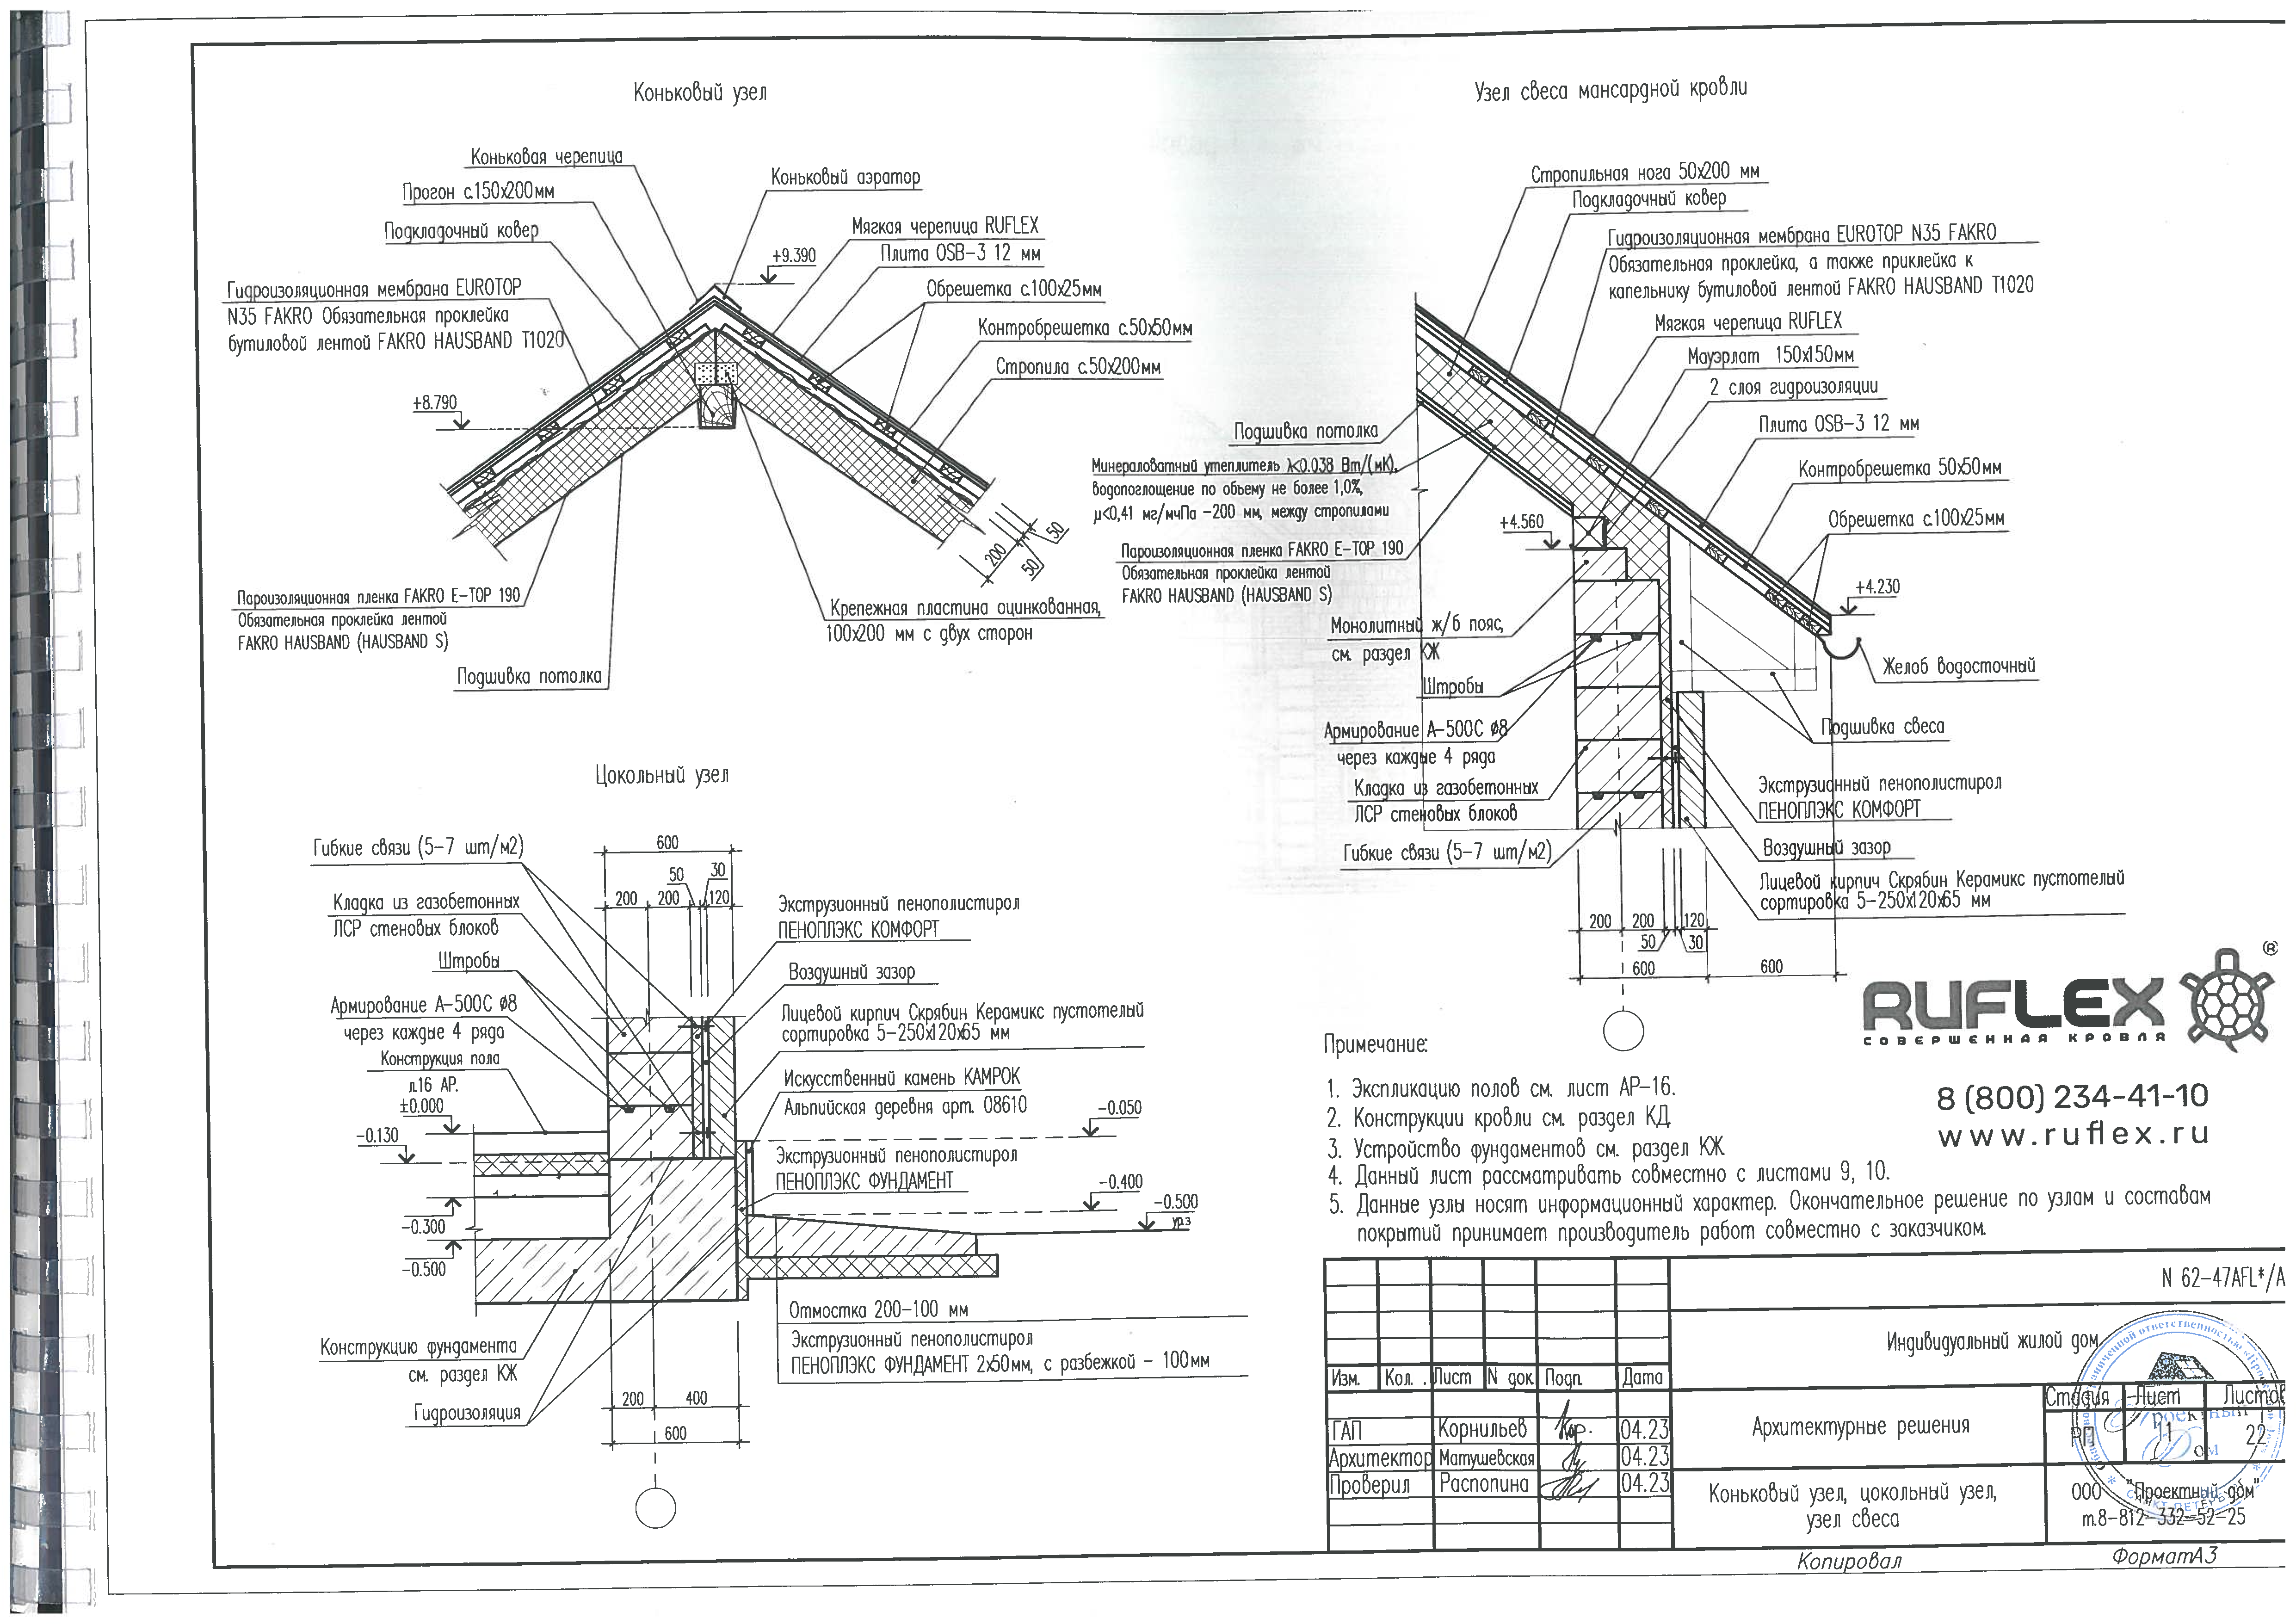 Коньковый узел
Коньковая черепица
Прогон с.150х200мм
Подкладочный ковер
Гидроизоляционная мембрана EUROTOP
N35 FAKRO Обязательная проклейка
бутиловой лентой FAKRO HAUSBAND T1020
+8.790
Коньковый аэратор
Мягкая черепица RUFLEX
+9.390
Плита OSB-3 12 мм
Обрешетка с.100х25мм
Контробрешетка с.50х50мм
Стропила с.50х200мм
200
50
50
Пароизоляционная пленка FAKRO E-TOP 190
Обязательная проклейка лентой
FAKRO HAUSBAND (HAUSBAND S)
Подшивка потолка
Крепежная пластина оцинкованная,
100х200 мм с двух сторон
Узел свеса мансардной кровли
Стропильная нога 50х200 мм
Подкладочный ковер
Гидроизоляционная мембрана EUROTOP N35 FAKRO
Обязательная проклейка, а также приклейка к
капельнику бутиловой лентой FAKRO HAUSBAND T1020
Мягкая черепица RUFLEX
Мауэрлат 150х150мм
2 слоя гидроизоляции
Плита OSB-3 12 мм
Контробрешетка 50х50мм
Обрешетка с.100х25мм
Подшивка потолка
Минераловатный утеплитель λ<0.038 Вт/(мК),
водопоглощение по объему не более 1,0%,
μ<0,41 мг/мчПа -200 мм, между стропилами
+4.560
Пароизоляционная пленка FAKRO E-TOP 190
Обязательная проклейка лентой
FAKRO HAUSBAND (HAUSBAND S)
+4.230
Монолитный ж/б пояс,
см. раздел КЖ
Штробы
Желоб водосточный
Подшивка свеса
Армирование А-500С ø8
через каждые 4 ряда
Кладка из газобетонных
ЛСР стеновых блоков
Гибкие связи (5-7 шт/м2)
Экструзионный пенополистирол
ПЕНОПЛЭКС КОМФОРТ
Воздушный зазор
Лицевой кирпич Скрябин Керамикс пустотелый
сортировка 5-250х120х65 мм
200
200
120
50
30
600
600
Цокольный узел
Гибкие связи (5-7 шт/м2)
Кладка из газобетонных
ЛСР стеновых блоков
Штробы
Армирование А-500С ø8
через каждые 4 ряда
Конструкция пола
л.16 АР.
±0.000
-0.130
-0.300
-0.500
600
50
30
200
200
120
Экструзионный пенополистирол
ПЕНОПЛЭКС КОМФОРТ
Воздушный зазор
Лицевой кирпич Скрябин Керамикс пустотелый
сортировка 5-250х120х65 мм
Искусственный камень КАМРОК
Альпийская деревня арт. 08610
-0.050
Экструзионный пенополистирол
ПЕНОПЛЭКС ФУНДАМЕНТ
-0.400
-0.500
ур.з
Отмостка 200-100 мм
Экструзионный пенополистирол
ПЕНОПЛЭКС ФУНДАМЕНТ 2х50мм, с разбежкой - 100мм
Конструкцию фундамента
см. раздел КЖ
Гидроизоляция
200
400
600
RUFLEX ®
СОВЕРШЕННАЯ КРОВЛЯ
8 (800) 234-41-10
www.ruflex.ru
Примечание:
1. Экспликацию полов см. лист АР-16.
2. Конструкции кровли см. раздел КД
3. Устройство фундаментов см. раздел КЖ
4. Данный лист рассматривать совместно с листами 9, 10.
5. Данные узлы носят информационный характер. Окончательное решение по узлам и составам
покрытий принимает производитель работ совместно с заказчиком.
N 62-47AFL*/А
Индивидуальный жилой дом
Изм. Кол. Лист N док Подп. Дата
ГАП Корнильев Кор. 04.23
Архитектор Матушевская 04.23
Проверил Распопина 04.23
Архитектурные решения
Стадия Лист Листов
РП 11 22
Коньковый узел, цокольный узел,
узел свеса
ООО "Проектный дом"
т.8-812-332-52-25
Копировал
ФорматА3